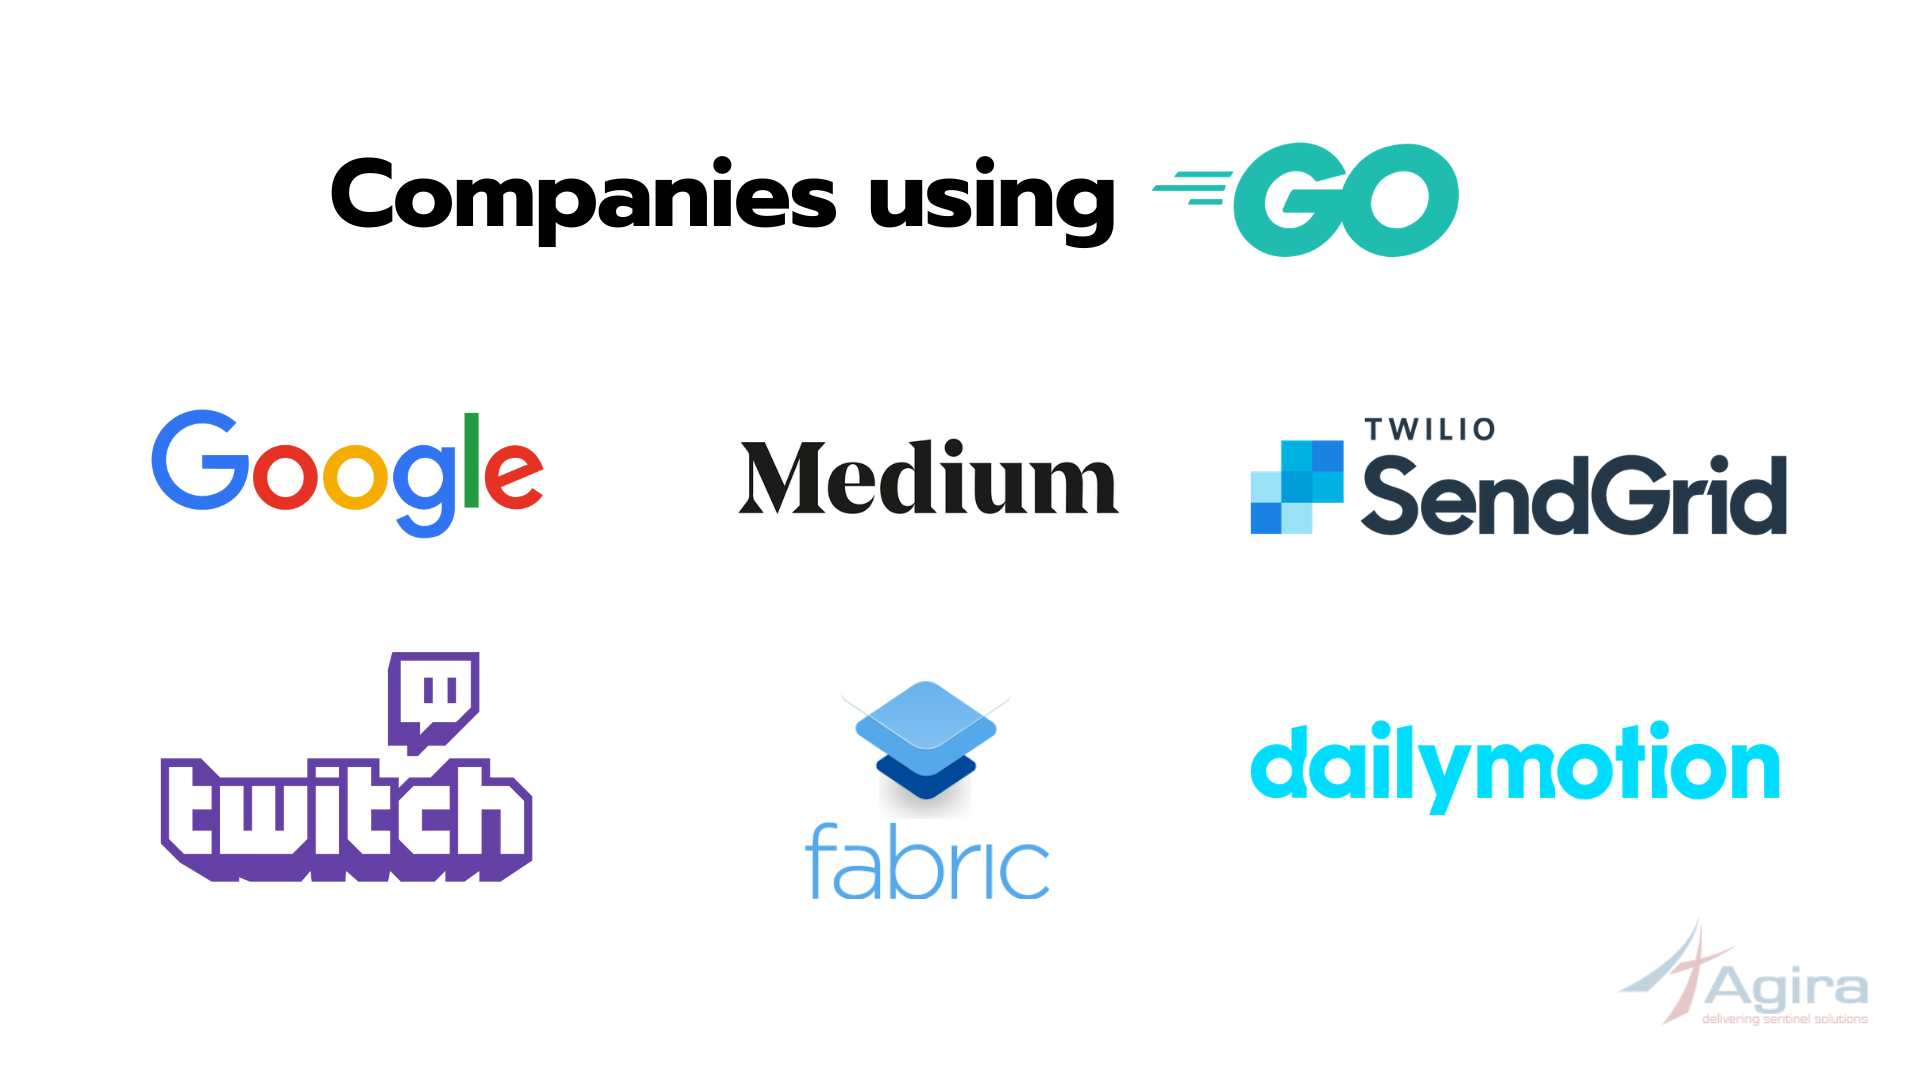 Companies using GO
Google
Medium
TWILIO
SendGrid
twitch
fabric
dailymotion
Agira
delivering sentinel solutions